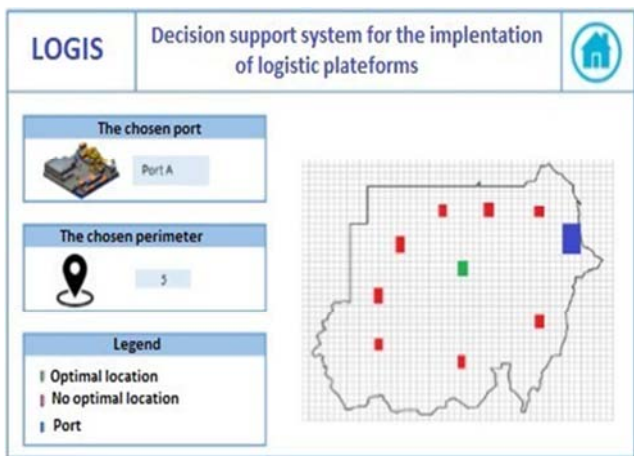 LOGIS
Decision support system for the implentation
of logistic plateforms
The chosen port
Port A
The chosen perimeter
5
Legend
Optimal location
No optimal location
Port